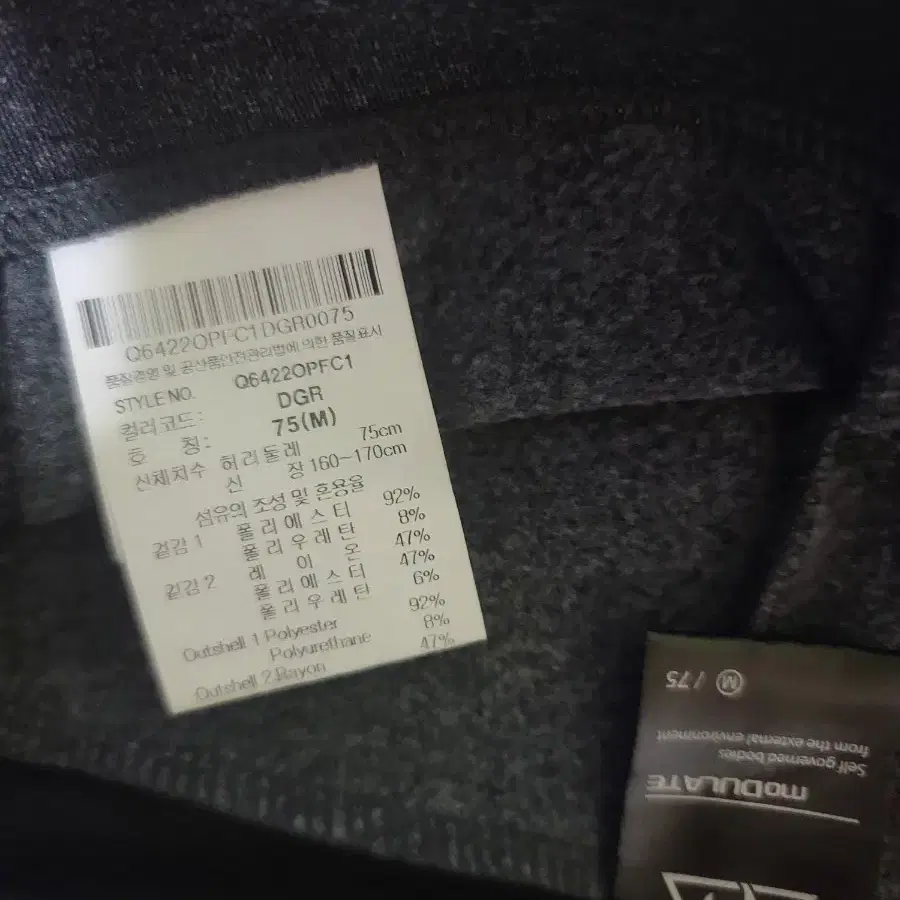 Q6422OPFC1DGR0075
품질경영 및 공산품안전관리법에 의한 품질표시
STYLE NO. Q6422OPFC1
컬러코드: DGR
호 칭: 75(M)
신체치수 허리둘레 75cm
신 장 160~170cm
섬유의 조성 및 혼용율
겉감 1 폴리에스터 92%
폴리우레탄 8%
겉감 2 레이온 47%
폴리에스터 47%
폴리우레탄 6%
Outshell 1 Polyester 92%
Polyurethane 8%
Outshell 2 Rayon 47%
moDULATE
Self governed bodies
from the external environment
M / 75